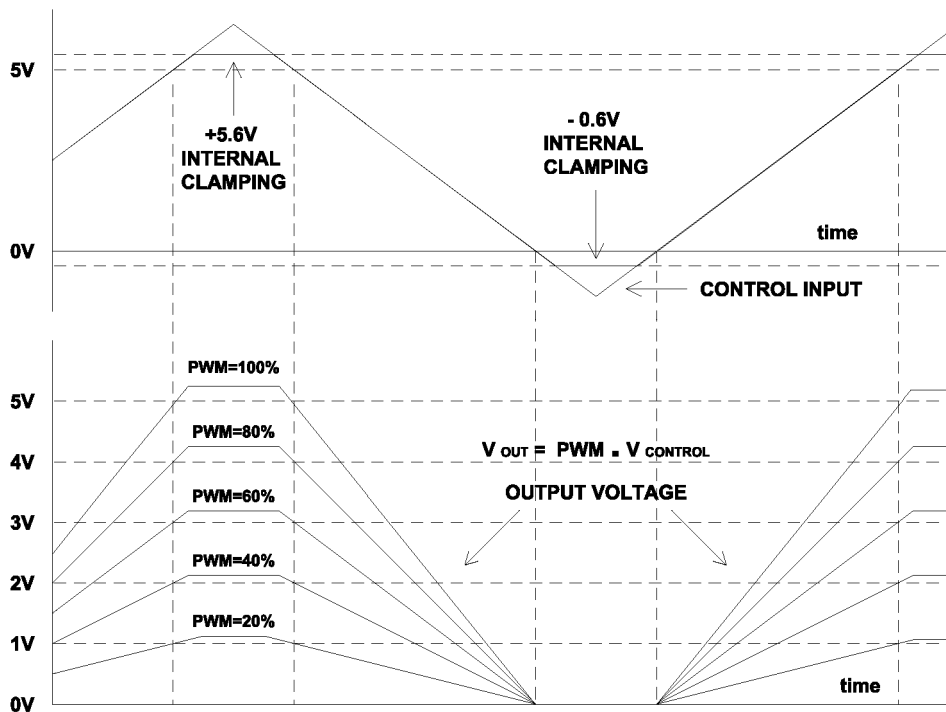 5V
+5.6V
INTERNAL
CLAMPING
- 0.6V
INTERNAL
CLAMPING
time
0V
CONTROL INPUT
PWM=100%
5V
PWM=80%
V OUT = PWM . V CONTROL
4V
OUTPUT VOLTAGE
PWM=60%
3V
PWM=40%
2V
PWM=20%
1V
time
0V